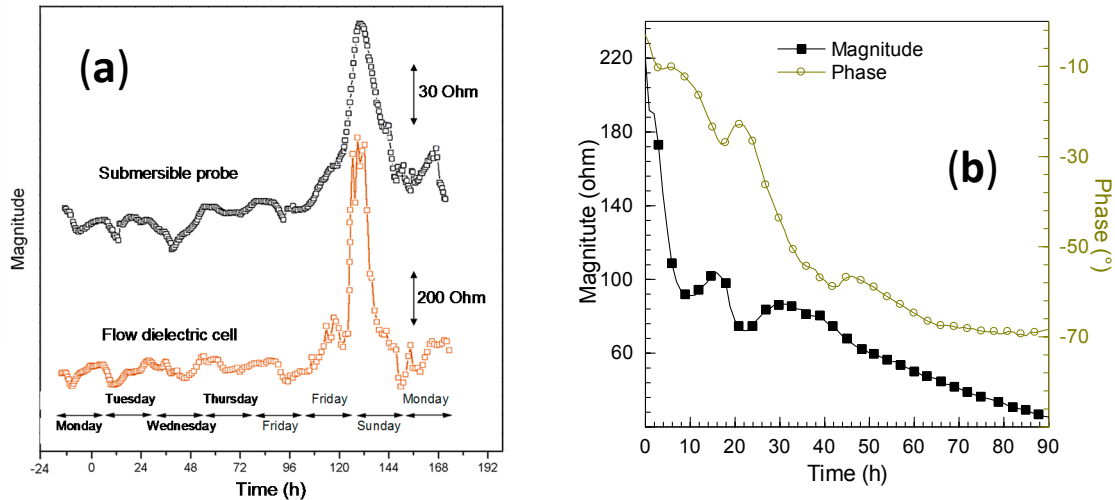 (a)
30 Ohm
Submersible probe
Magnitude
200 Ohm
Flow dielectric cell
Tuesday Thursday Friday Monday
Monday Wednesday Friday Sunday
-24 0 24 48 72 96 120 144 168 192
Time (h)
(b)
Magnitude
Phase
220
180
140
100
60
Magnitute (ohm)
-10
-30
-50
-70
Phase (°)
0 10 20 30 40 50 60 70 80 90
Time (h)